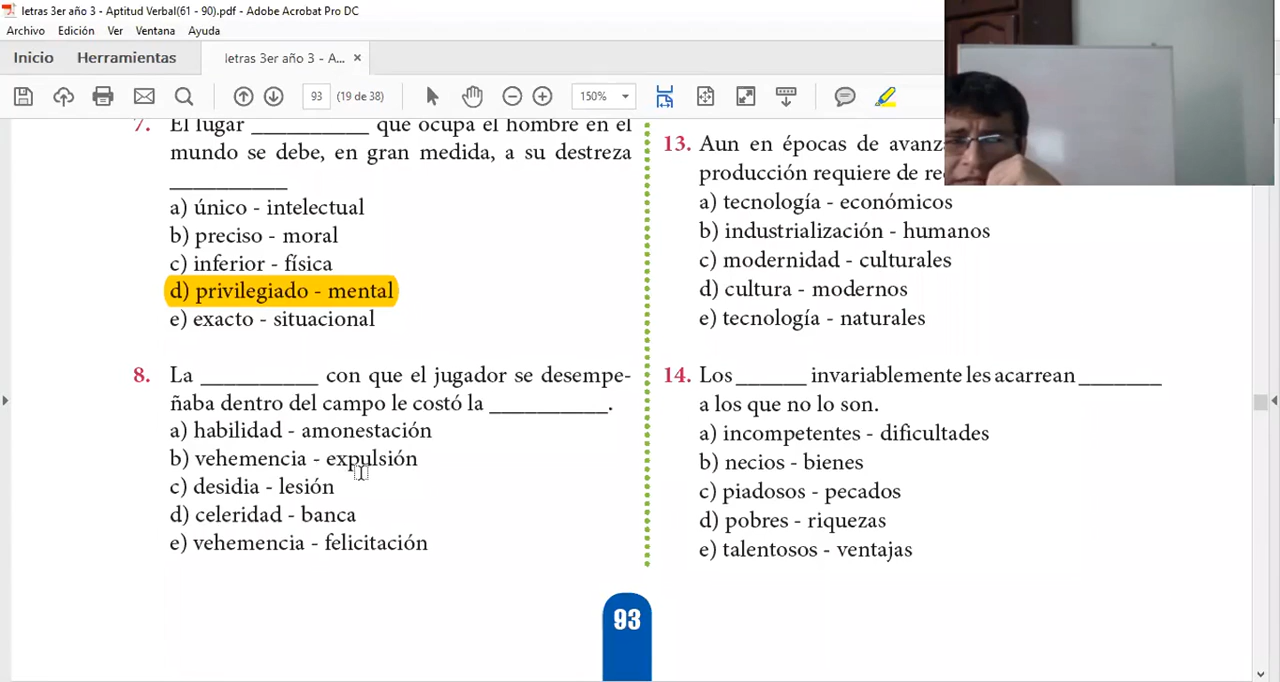 letras 3er año 3 - Aptitud Verbal(61 - 90).pdf - Adobe Acrobat Pro DC
Archivo Edición Ver Ventana Ayuda
Inicio Herramientas letras 3er año 3 - A... ×
93 (19 de 38) 150%
7. El lugar __________ que ocupa el hombre en el
mundo se debe, en gran medida, a su destreza
__________
a) único - intelectual
b) preciso - moral
c) inferior - física
d) privilegiado - mental
e) exacto - situacional
8. La __________ con que el jugador se desempe-
ñaba dentro del campo le costó la __________.
a) habilidad - amonestación
b) vehemencia - expulsión
c) desidia - lesión
d) celeridad - banca
e) vehemencia - felicitación
13. Aun en épocas de
producción requiere de
a) tecnología - económicos
b) industrialización - humanos
c) modernidad - culturales
d) cultura - modernos
e) tecnología - naturales
14. Los ______ invariablemente les acarrean _______
a los que no lo son.
a) incompetentes - dificultades
b) necios - bienes
c) piadosos - pecados
d) pobres - riquezas
e) talentosos - ventajas
93